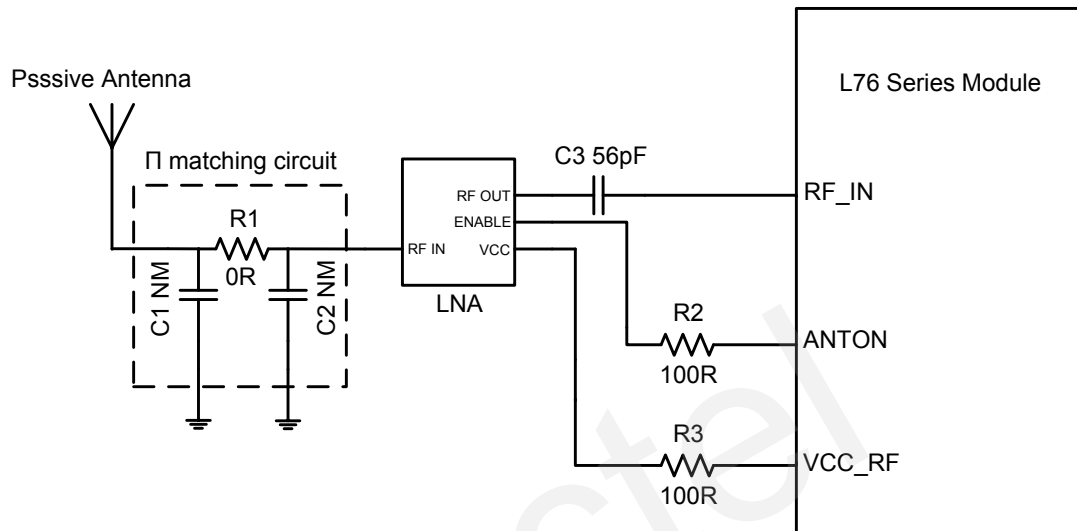 Psssive Antenna
L76 Series Module
Π matching circuit
C3 56pF
R1
0R
C1 NM
C2 NM
RF IN
RF OUT
ENABLE
VCC
LNA
RF_IN
R2
100R
ANTON
R3
100R
VCC_RF